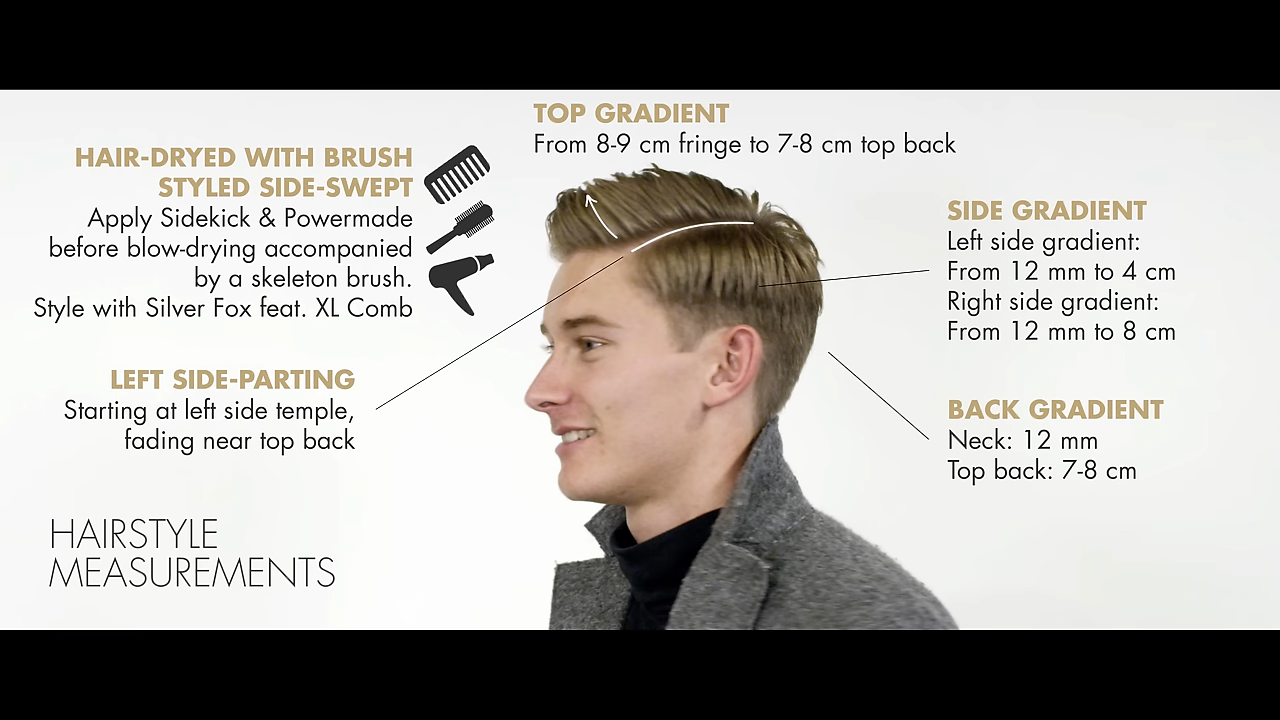 TOP GRADIENT
From 8-9 cm fringe to 7-8 cm top back
HAIR-DRYED WITH BRUSH
STYLED SIDE-SWEPT
Apply Sidekick & Powermade
before blow-drying accompanied
by a skeleton brush.
Style with Silver Fox feat. XL Comb
SIDE GRADIENT
Left side gradient:
From 12 mm to 4 cm
Right side gradient:
From 12 mm to 8 cm
LEFT SIDE-PARTING
Starting at left side temple,
fading near top back
BACK GRADIENT
Neck: 12 mm
Top back: 7-8 cm
HAIRSTYLE
MEASUREMENTS